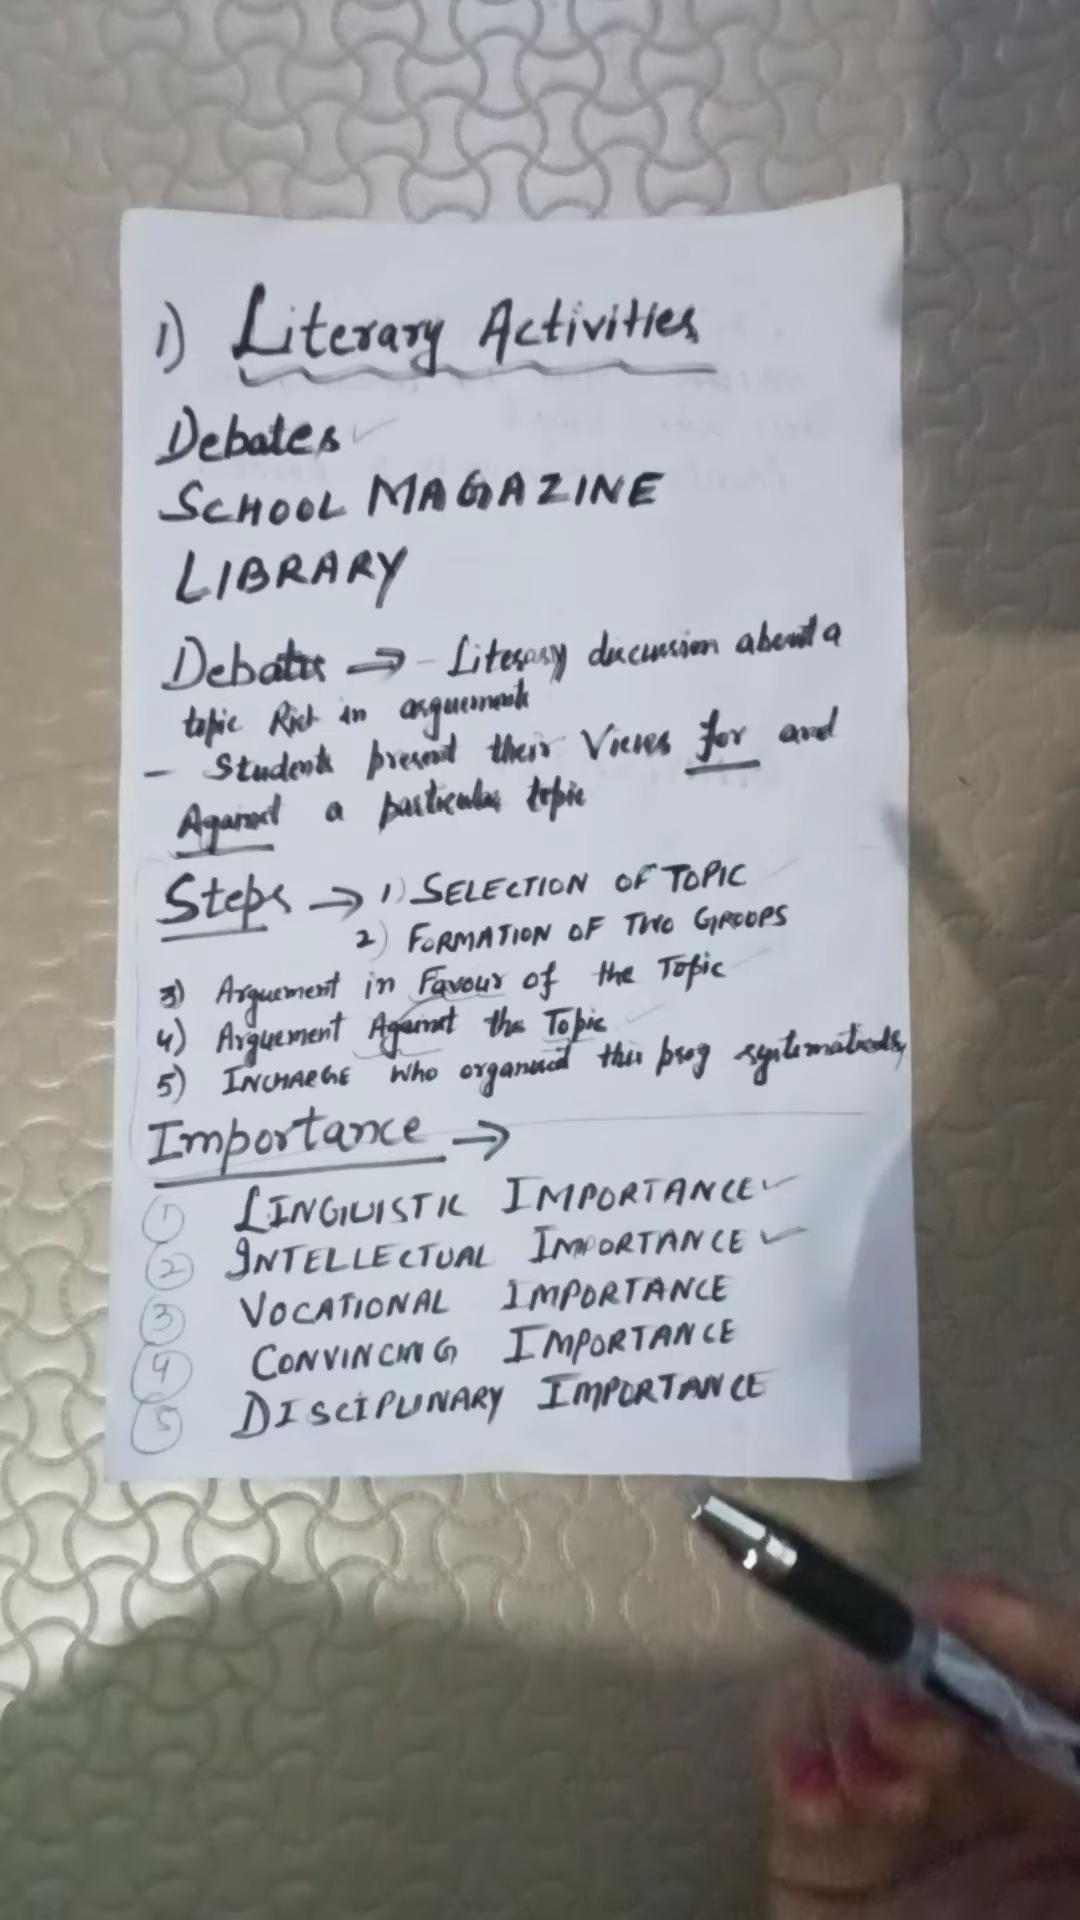 1) Literary Activities
Debates
SCHOOL MAGAZINE
LIBRARY
Debates → - Literary discussion about a
topic Rich in arguements
- Students present their Views for and
Against a particular topic
Steps → 1) SELECTION OF TOPIC
2) FORMATION OF TWO GROOPS
3) Arguement in Favour of the Topic
4) Arguement Against the Topic
5) INCHARGE who organised this prog systematically
Importance →
1 LINGUISTIC IMPORTANCE
2 INTELLECTUAL IMPORTANCE
3 VOCATIONAL IMPORTANCE
4 CONVINCING IMPORTANCE
5 DISCIPLINARY IMPORTANCE